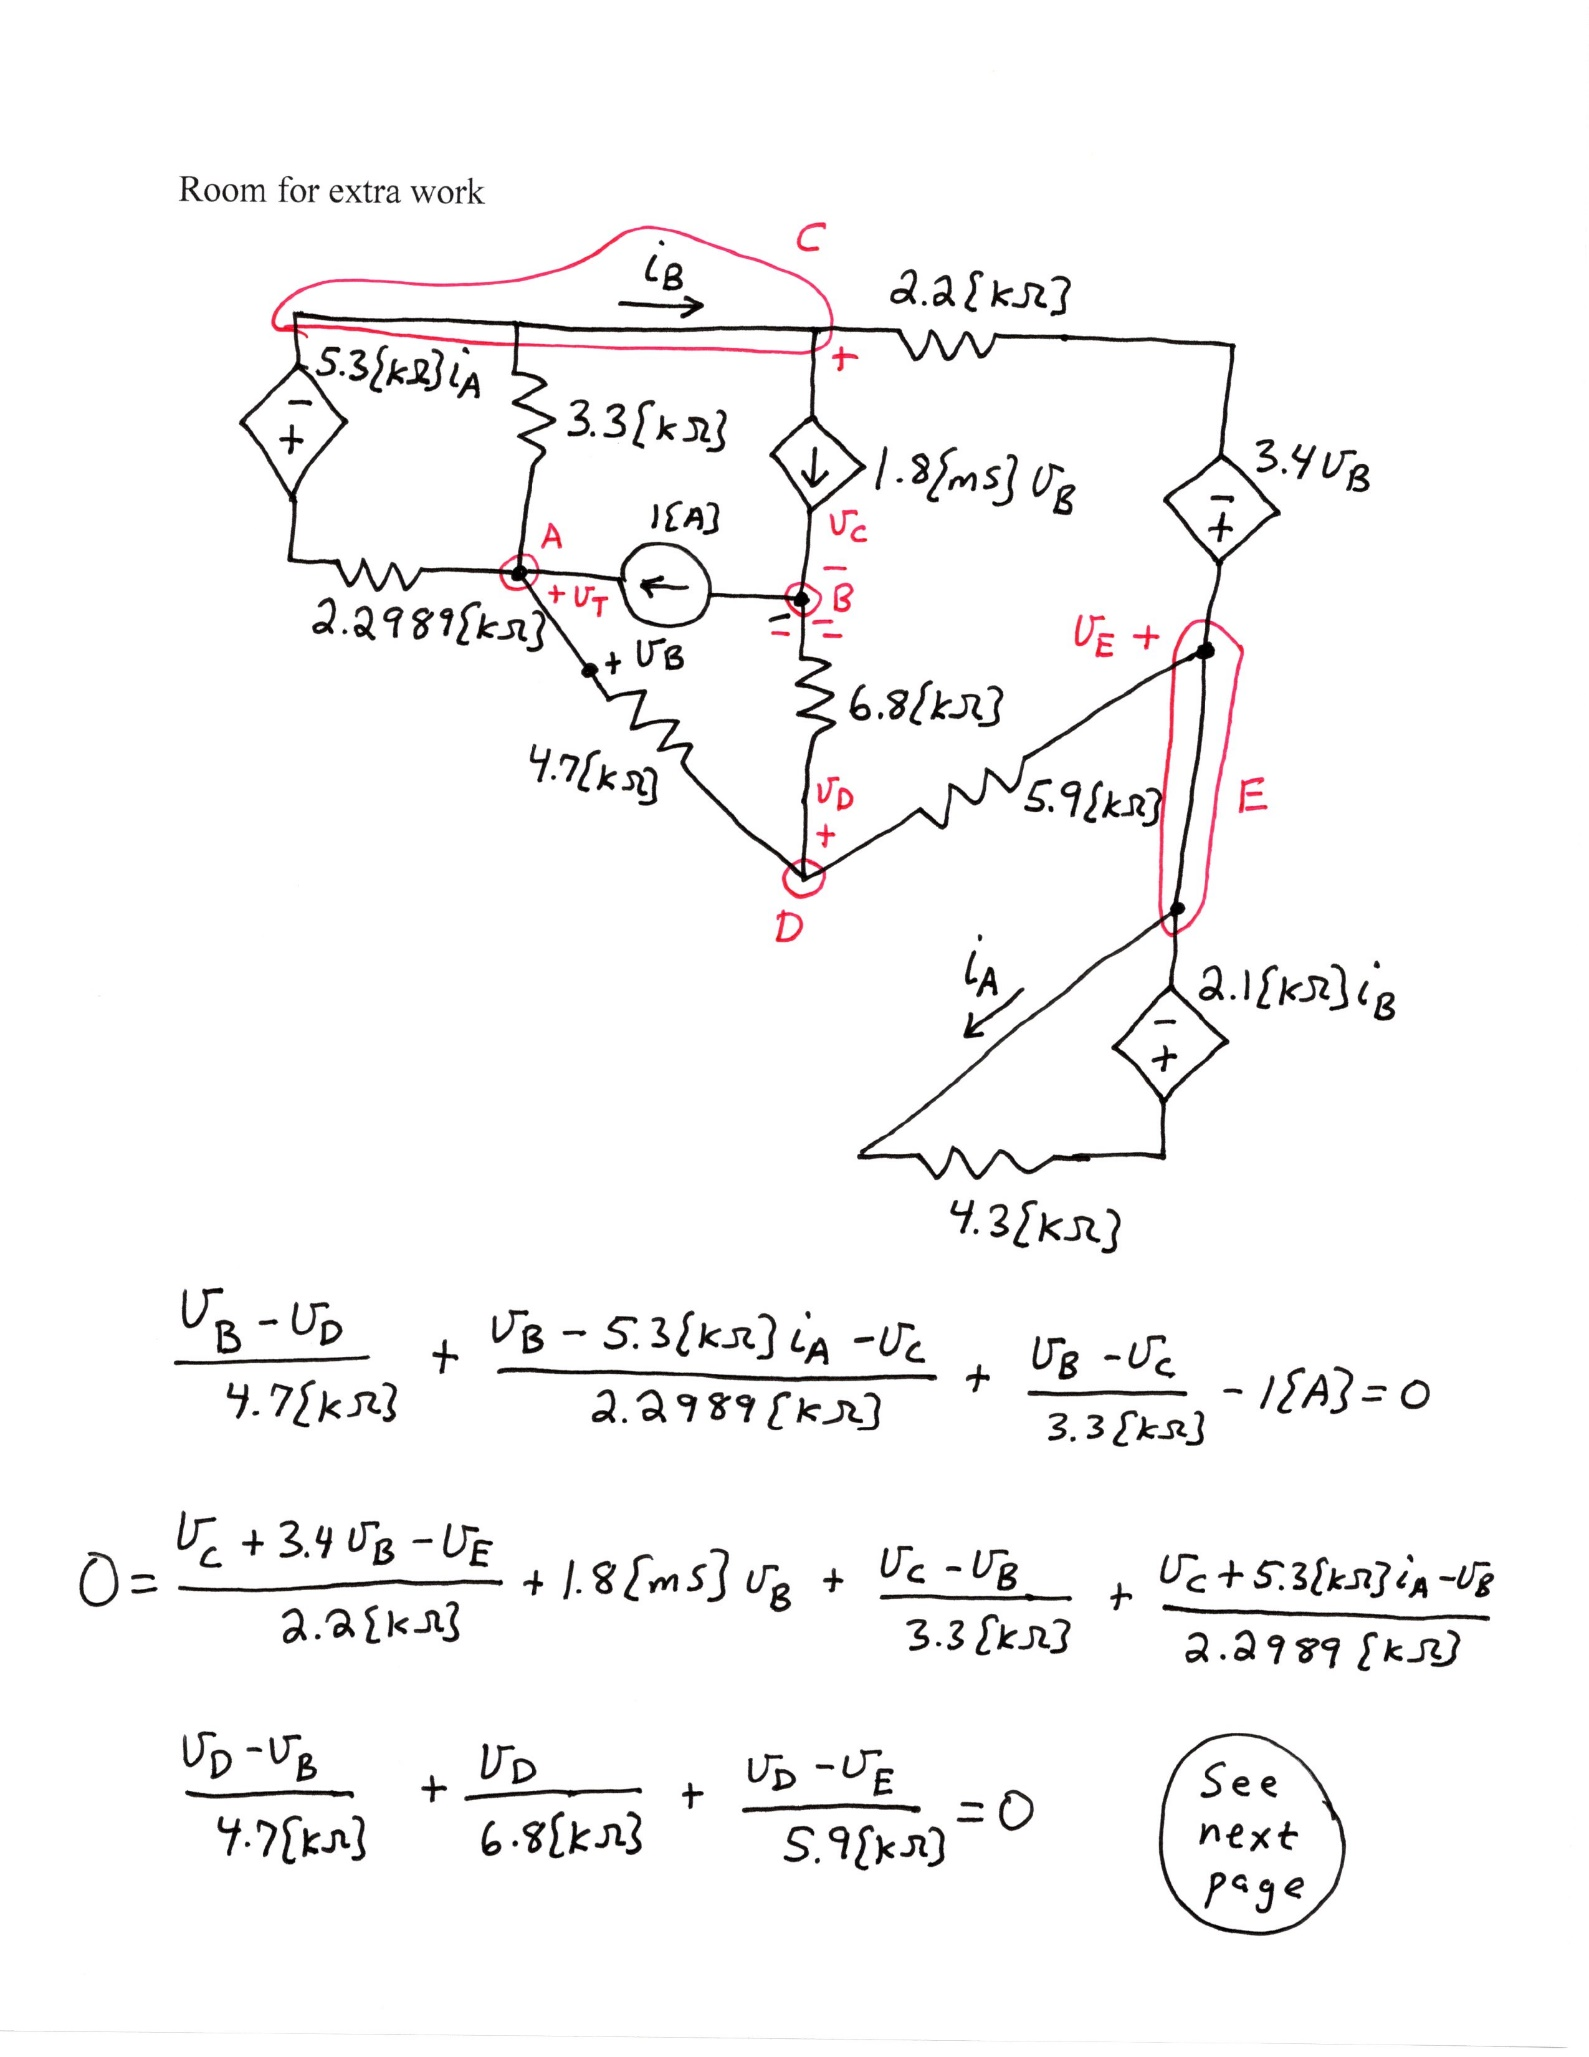 Room for extra work
C
iB
2.2{kΩ}
+
5.3{kΩ}iA
-
+
3.3{kΩ}
1.8{mS} vB
3.4vB
-
+
1{A}
vC
A
-
B
+ vT
2.2989{kΩ}
- -
+ vB
vE +
6.8{kΩ}
4.7{kΩ}
vD
+
5.9{kΩ}
E
D
iA
2.1{kΩ}iB
-
+
4.3{kΩ}
vB - vD / 4.7{kΩ} + vB - 5.3{kΩ} iA - vC / 2.2989{kΩ} + vB - vC / 3.3{kΩ} - 1{A} = 0
0 = vC + 3.4 vB - vE / 2.2{kΩ} + 1.8{mS} vB + vC - vB / 3.3{kΩ} + vC + 5.3{kΩ} iA - vB / 2.2989{kΩ}
vD - vB / 4.7{kΩ} + vD / 6.8{kΩ} + vD - vE / 5.9{kΩ} = 0
See
next
page